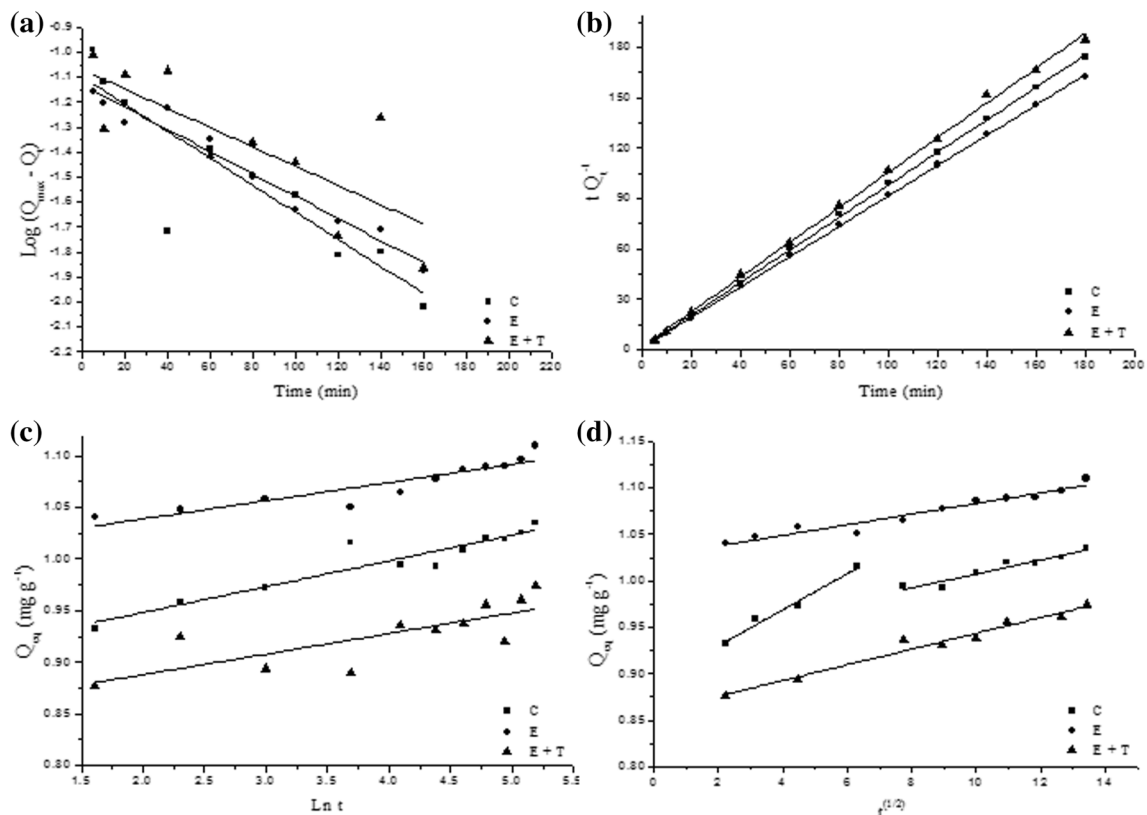 (a)
-0.9
-1.0
-1.1
-1.2
-1.3
-1.4
-1.5
-1.6
-1.7
-1.8
-1.9
-2.0
-2.1
-2.2
Log (Qmax - Qt)
0 20 40 60 80 100 120 140 160 180 200 220
Time (min)
C
E
E + T
(b)
180
150
120
90
60
30
0
t Qt-1
0 20 40 60 80 100 120 140 160 180 200
Time (min)
C
E
E + T
(c)
1.10
1.05
1.00
0.95
0.90
0.85
0.80
Qeq (mg g-1)
1.5 2.0 2.5 3.0 3.5 4.0 4.5 5.0 5.5
Ln t
C
E
E + T
(d)
1.15
1.10
1.05
1.00
0.95
0.90
0.85
0.80
Qeq (mg g-1)
0 2 4 6 8 10 12 14
t(1/2)
C
E
E + T